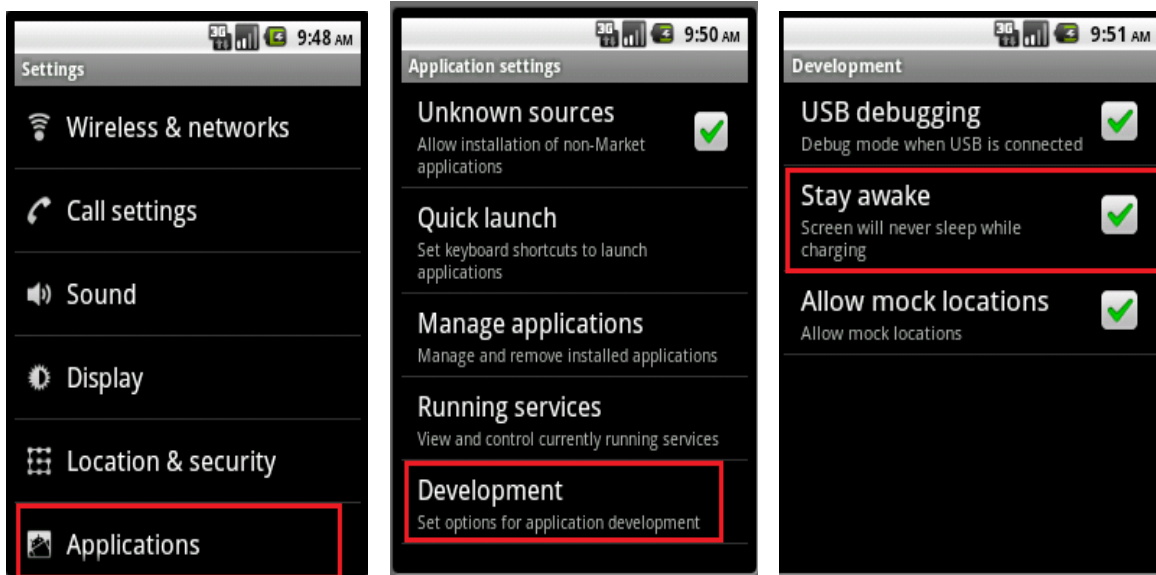 3G 9:48 AM
Settings
Wireless & networks
Call settings
Sound
Display
Location & security
Applications
3G 9:50 AM
Application settings
Unknown sources
Allow installation of non-Market
applications
Quick launch
Set keyboard shortcuts to launch
applications
Manage applications
Manage and remove installed applications
Running services
View and control currently running services
Development
Set options for application development
3G 9:51 AM
Development
USB debugging
Debug mode when USB is connected
Stay awake
Screen will never sleep while
charging
Allow mock locations
Allow mock locations